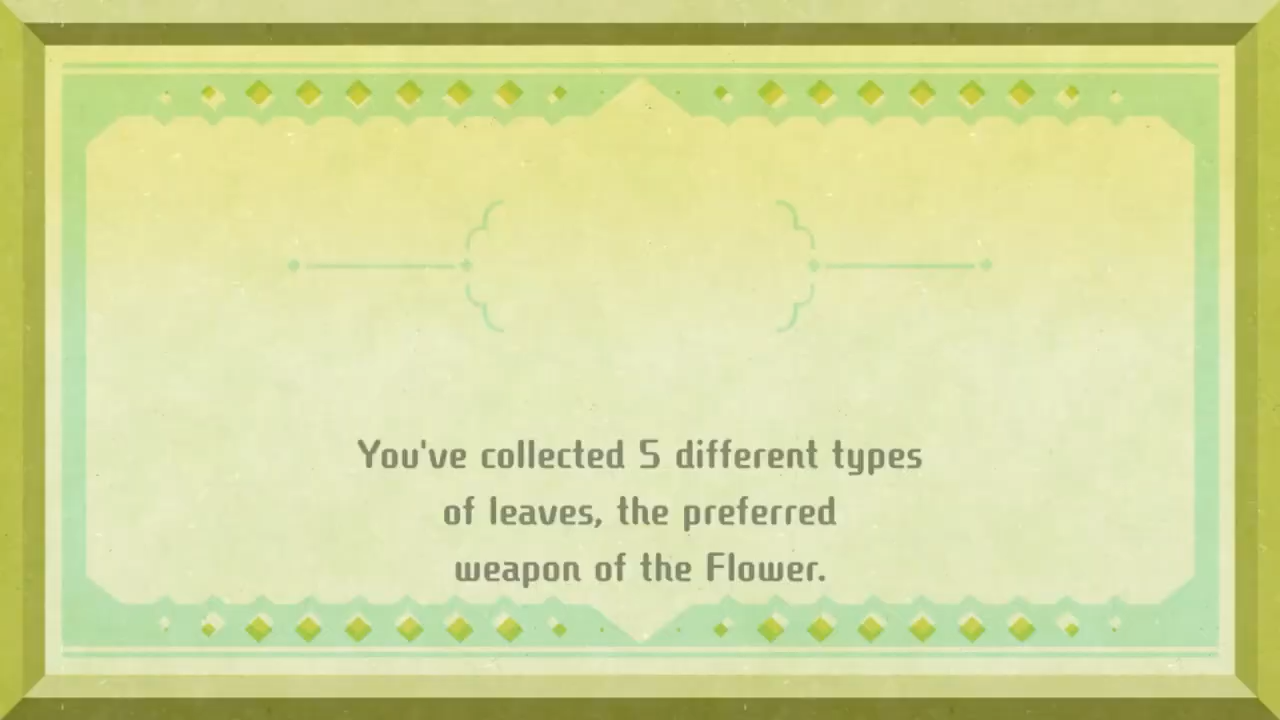 You've collected 5 different types
of leaves, the preferred
weapon of the Flower.